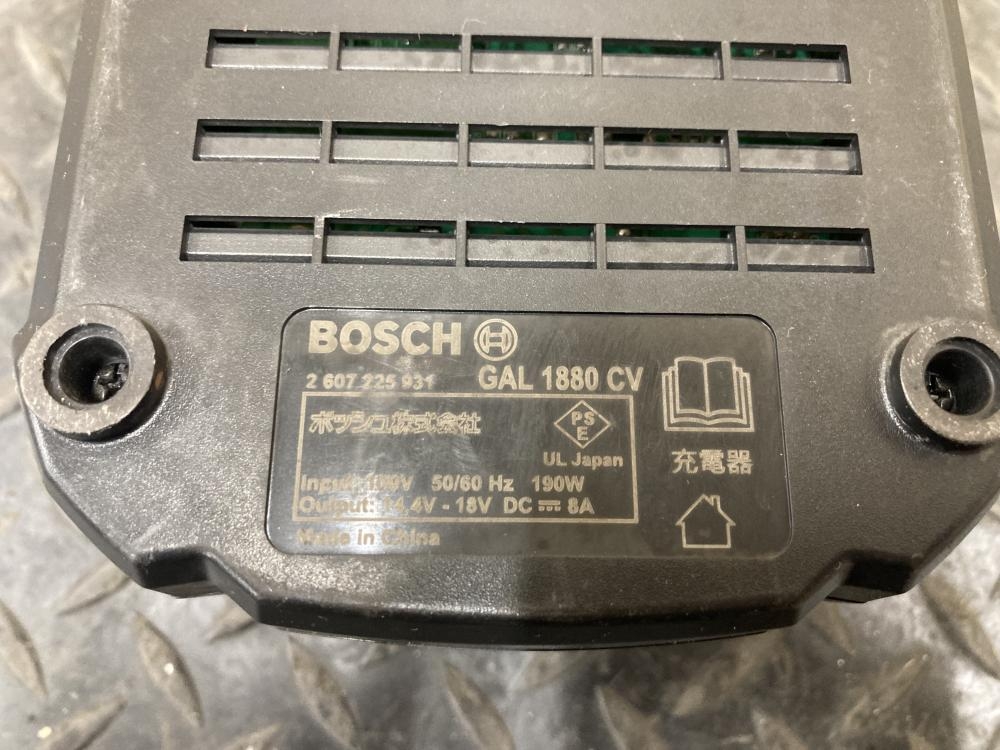 BOSCH
2 607 225 931 GAL 1880 CV
ボッシュ株式会社
PS
E
UL Japan
充電器
Input: 100V 50/60 Hz 190W
Output: 14,4V - 18V DC ⎓ 8A
Made in China